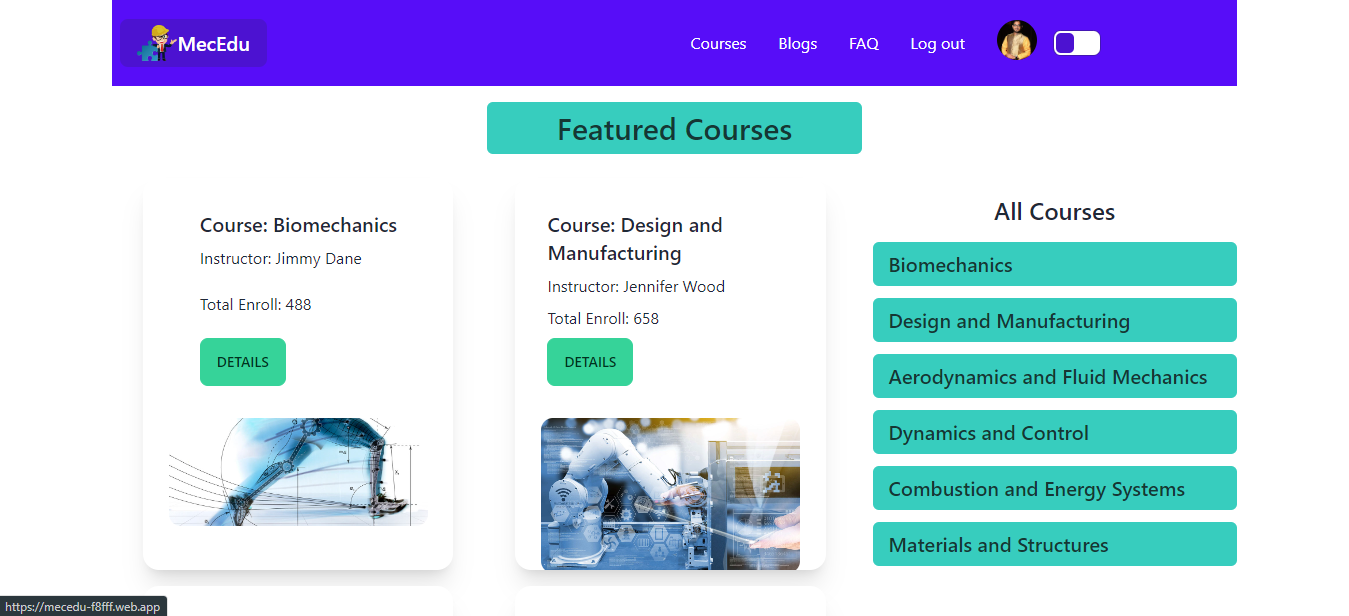 MecEdu
Courses
Blogs
FAQ
Log out
Featured Courses
Course: Biomechanics
Instructor: Jimmy Dane
Total Enroll: 488
DETAILS
Course: Design and
Manufacturing
Instructor: Jennifer Wood
Total Enroll: 658
DETAILS
All Courses
Biomechanics
Design and Manufacturing
Aerodynamics and Fluid Mechanics
Dynamics and Control
Combustion and Energy Systems
Materials and Structures
https://mecedu-f8fff.web.app